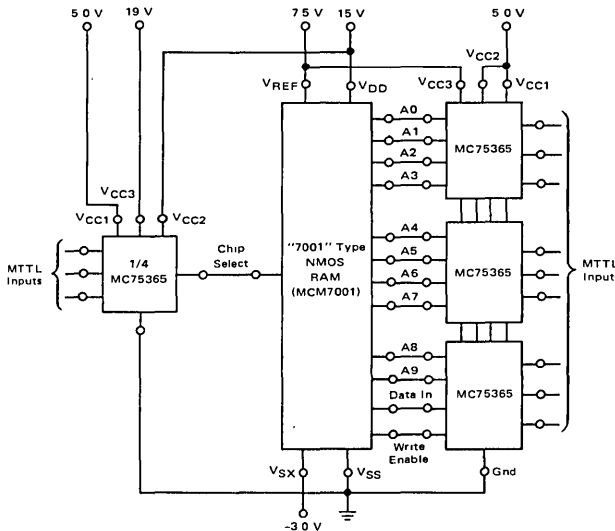 5 0 V
19 V
7 5 V
15 V
5 0 V
VCC2
VREF
VDD
VCC3
VCC1
A0
A1
A2
A3
MC75365
VCC3
VCC1
VCC2
MTTL
Inputs
1/4
MC75365
Chip
Select
"7001" Type
NMOS
RAM
(MCM7001)
A4
A5
A6
A7
MC75365
MTTL
Input
A8
A9
Data In
Write
Enable
MC75365
VSX
VSS
Gnd
-3 0 V